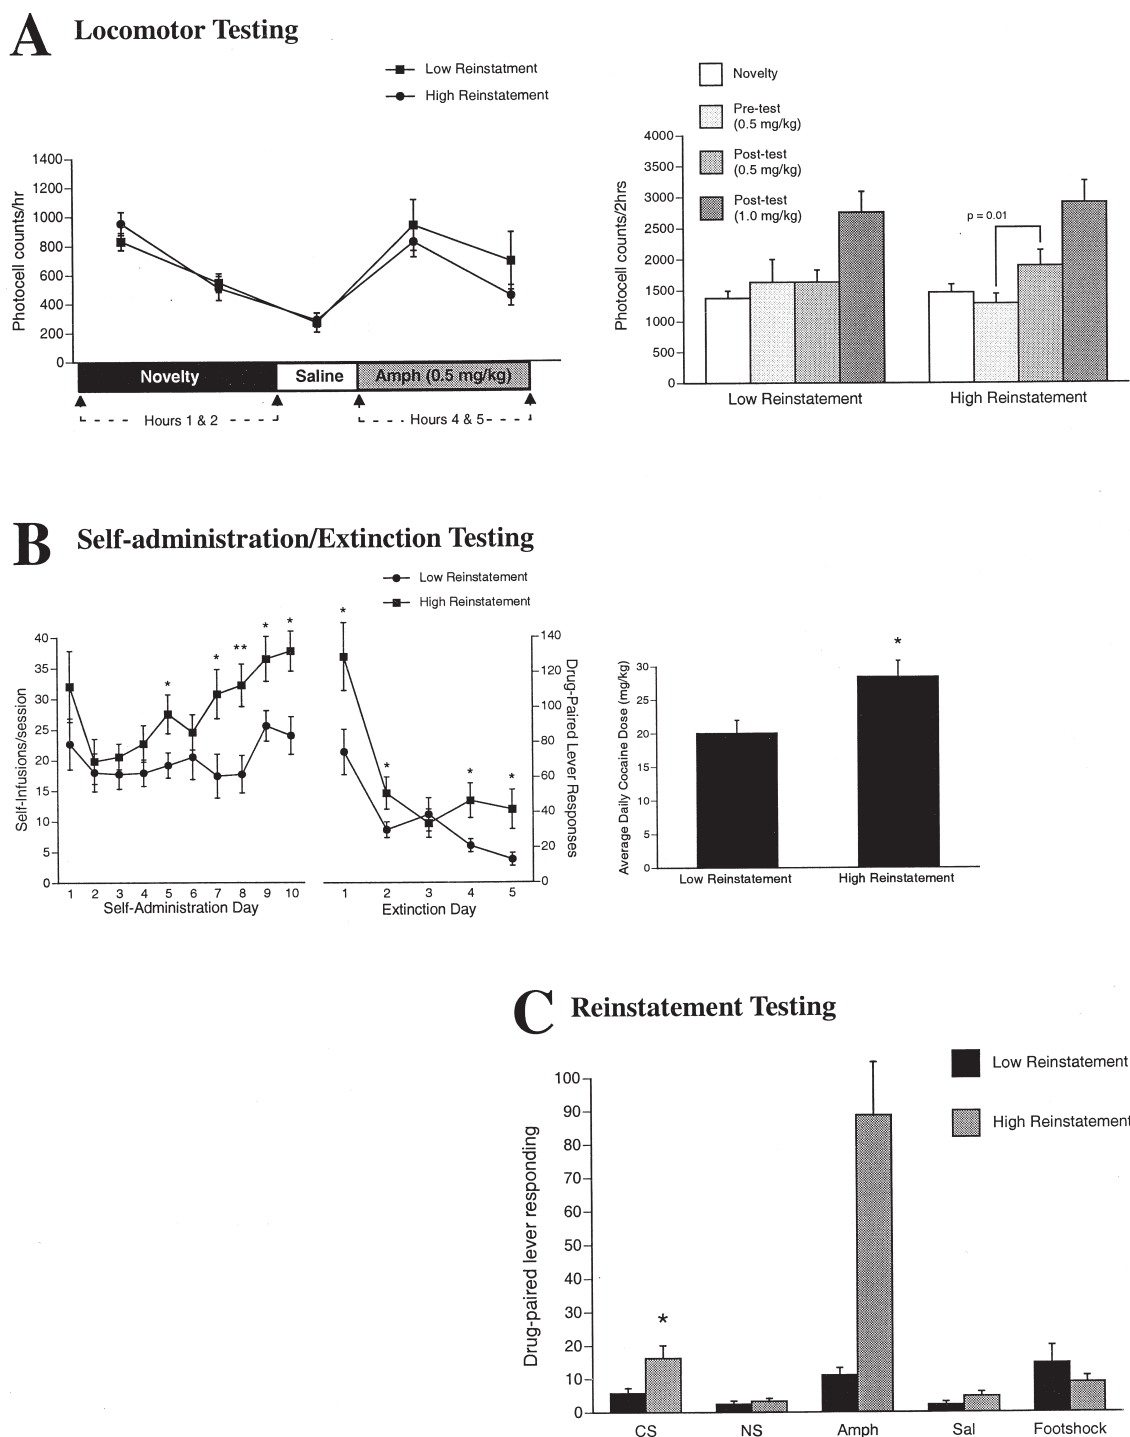 A Locomotor Testing
Low Reinstatment
High Reinstatement
1400
1200
1000
800
600
400
200
0
Photocell counts/hr
Novelty
Saline
Amph (0.5 mg/kg)
Hours 1 & 2
Hours 4 & 5
Novelty
Pre-test
(0.5 mg/kg)
Post-test
(0.5 mg/kg)
Post-test
(1.0 mg/kg)
4000
3500
3000
2500
2000
1500
1000
500
0
Photocell counts/2hrs
p = 0.01
Low Reinstatement
High Reinstatement
B Self-administration/Extinction Testing
Low Reinstatement
High Reinstatement
40
35
30
25
20
15
10
5
0
Self-Infusions/session
* * ** * *
1 2 3 4 5 6 7 8 9 10
Self-Administration Day
* * * *
140
120
100
80
60
40
20
0
Drug-Paired Lever Responses
1 2 3 4 5
Extinction Day
30
25
20
15
10
5
0
Average Daily Cocaine Dose (mg/kg)
*
Low Reinstatement
High Reinstatement
C Reinstatement Testing
Low Reinstatement
High Reinstatement
100
90
80
70
60
50
40
30
20
10
0
Drug-paired lever responding
*
CS
NS
Amph
Sal
Footshock